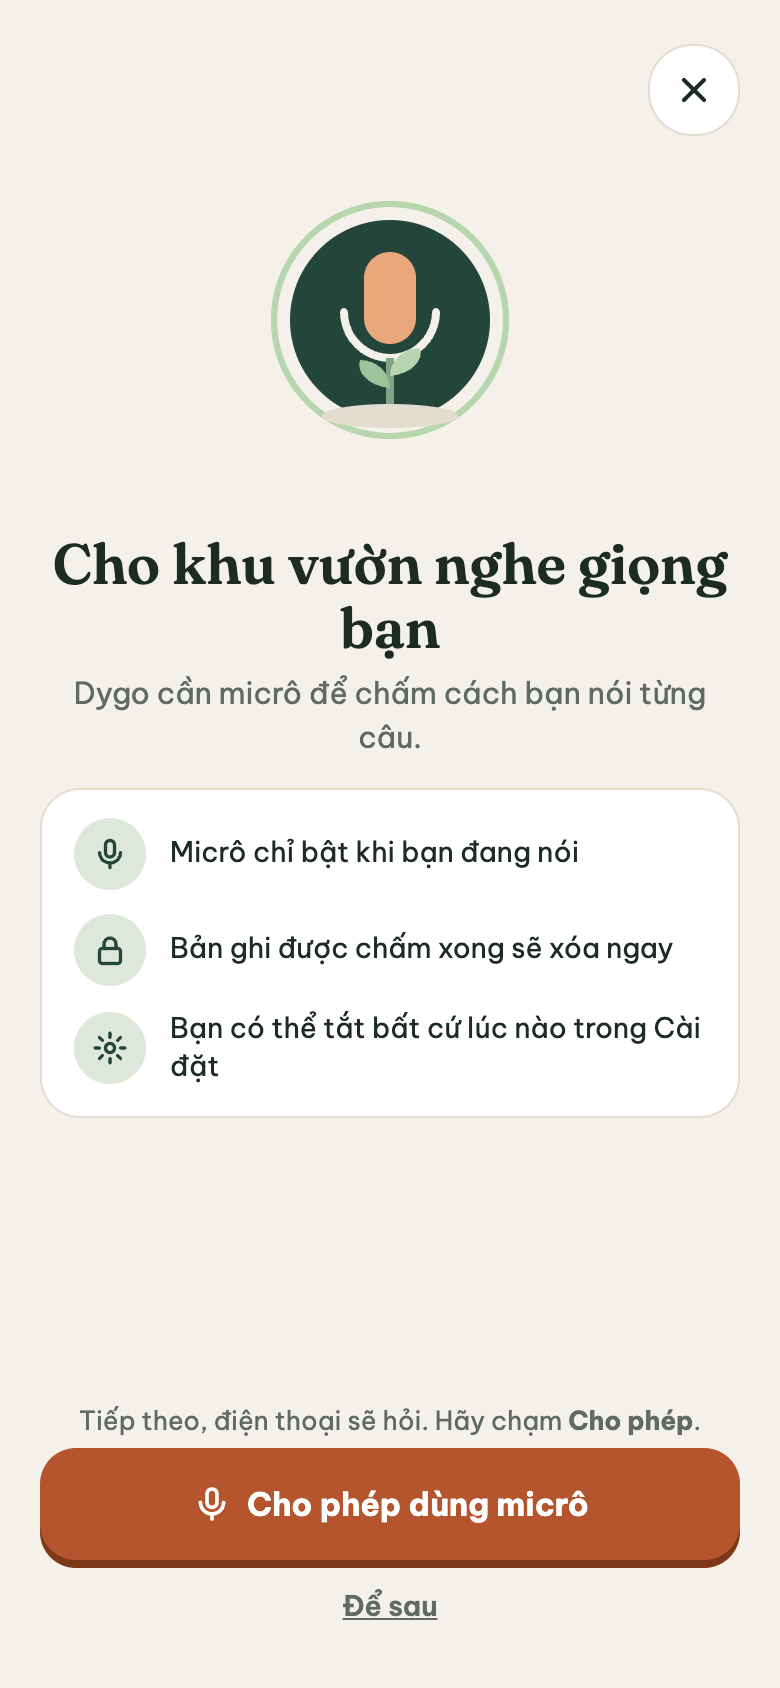 Cho khu vườn nghe giọng
bạn
Dygo cần micrô để chấm cách bạn nói từng
câu.
Micrô chỉ bật khi bạn đang nói
Bản ghi được chấm xong sẽ xóa ngay
Bạn có thể tắt bất cứ lúc nào trong Cài
đặt
Tiếp theo, điện thoại sẽ hỏi. Hãy chạm Cho phép.
Cho phép dùng micrô
Để sau